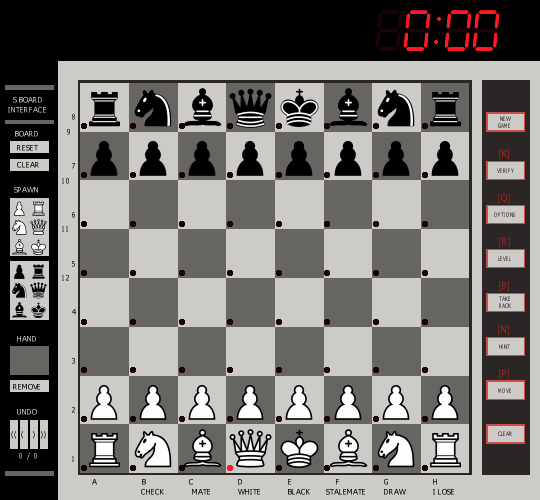 0:00
S BOARD
INTERFACE
BOARD
RESET
CLEAR
SPAWN
HAND
REMOVE
UNDO
0 / 0
8
9
7
10
6
11
5
12
4
3
2
1
A B C D E F G H
CHECK MATE WHITE BLACK STALEMATE DRAW I LOSE
NEW
GAME
[K]
VERIFY
[Q]
OPTIONS
[R]
LEVEL
[B]
TAKE
BACK
[N]
HINT
[P]
MOVE
CLEAR